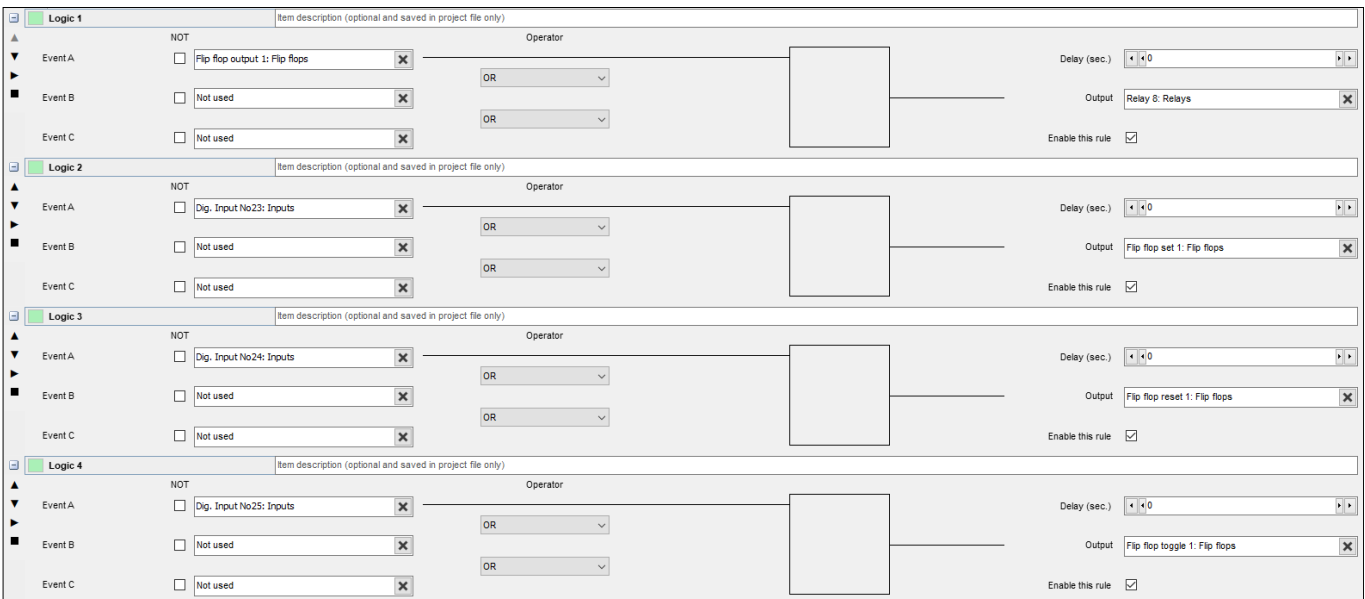 Logic 1 Item description (optional and saved in project file only)
NOT Operator
Event A Flip flop output 1: Flip flops Delay (sec.) 0
OR
Event B Not used Output Relay 8: Relays
OR
Event C Not used Enable this rule
Logic 2 Item description (optional and saved in project file only)
NOT Operator
Event A Dig. Input No23: Inputs Delay (sec.) 0
OR
Event B Not used Output Flip flop set 1: Flip flops
OR
Event C Not used Enable this rule
Logic 3 Item description (optional and saved in project file only)
NOT Operator
Event A Dig. Input No24: Inputs Delay (sec.) 0
OR
Event B Not used Output Flip flop reset 1: Flip flops
OR
Event C Not used Enable this rule
Logic 4 Item description (optional and saved in project file only)
NOT Operator
Event A Dig. Input No25: Inputs Delay (sec.) 0
OR
Event B Not used Output Flip flop toggle 1: Flip flops
OR
Event C Not used Enable this rule